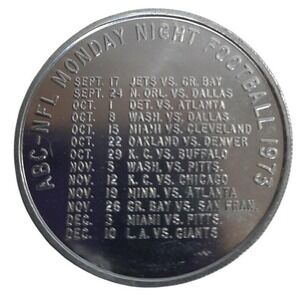 ABC-NFL MONDAY NIGHT FOOTBALL 1973
SEPT. 17 JETS VS. GR. BAY
SEPT. 24 N. ORL. VS. DALLAS
OCT. 1 DET. VS. ATLANTA
OCT. 8 WASH. VS. DALLAS
OCT. 15 MIAMI VS. CLEVELAND
OCT. 22 OAKLAND VS. DENVER
OCT. 29 K. C. VS. BUFFALO
NOV. 5 WASH. VS. PITTS.
NOV. 12 K. C. VS. CHICAGO
NOV. 19 MINN. VS. ATLANTA
NOV. 26 GR. BAY VS. SAN FRAN.
DEC. 3 MIAMI VS. PITTS.
DEC. 10 L. A. VS. GIANTS